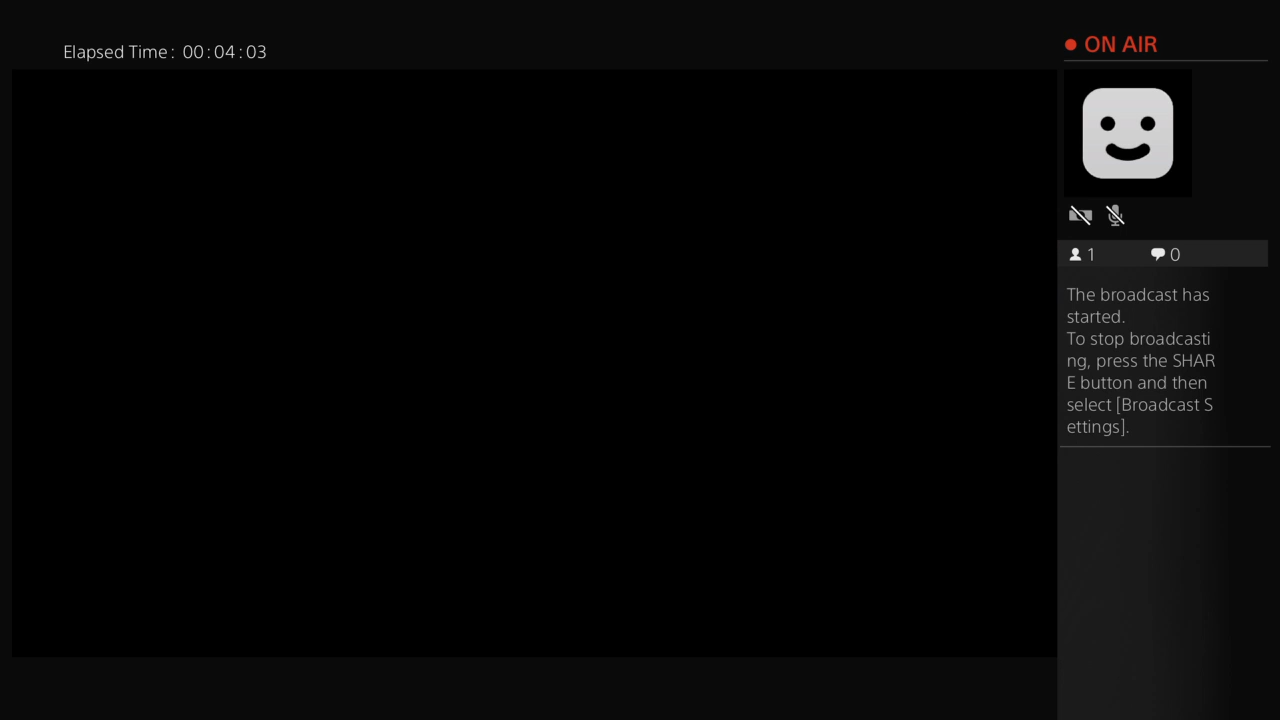 Elapsed Time: 00:04:03
ON AIR
1
0
The broadcast has
started.
To stop broadcasti
ng, press the SHAR
E button and then
select [Broadcast S
ettings].